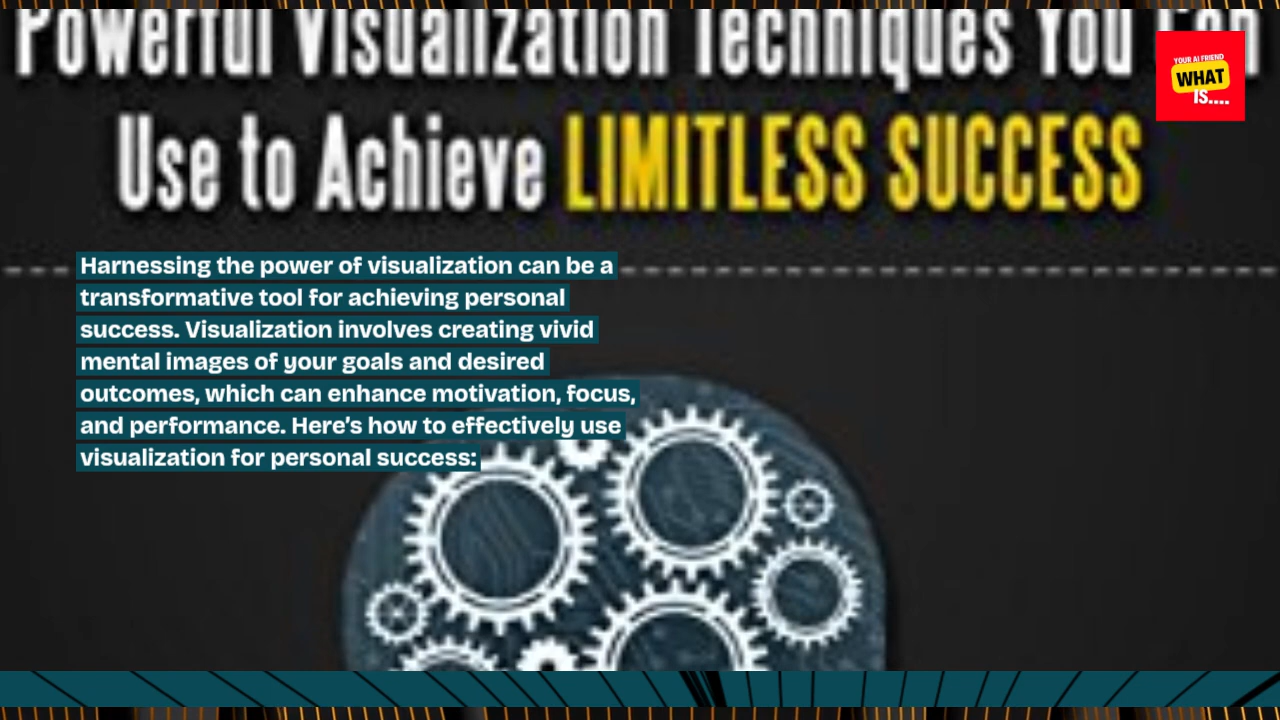 Powerful Visualization Techniques You Can
YOUR AI FRIEND
WHAT
IS....
Use to Achieve LIMITLESS SUCCESS
Harnessing the power of visualization can be a
transformative tool for achieving personal
success. Visualization involves creating vivid
mental images of your goals and desired
outcomes, which can enhance motivation, focus,
and performance. Here's how to effectively use
visualization for personal success: